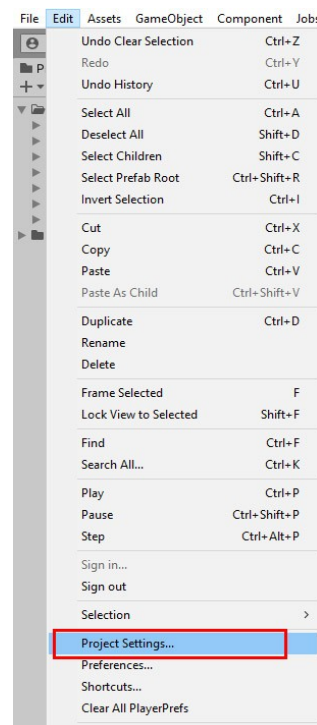 File Edit Assets GameObject Component Jobs
Undo Clear Selection Ctrl+Z
Redo Ctrl+Y
Undo History Ctrl+U
Select All Ctrl+A
Deselect All Shift+D
Select Children Shift+C
Select Prefab Root Ctrl+Shift+R
Invert Selection Ctrl+I
Cut Ctrl+X
Copy Ctrl+C
Paste Ctrl+V
Paste As Child Ctrl+Shift+V
Duplicate Ctrl+D
Rename
Delete
Frame Selected F
Lock View to Selected Shift+F
Find Ctrl+F
Search All... Ctrl+K
Play Ctrl+P
Pause Ctrl+Shift+P
Step Ctrl+Alt+P
Sign in...
Sign out
Selection >
Project Settings...
Preferences...
Shortcuts...
Clear All PlayerPrefs